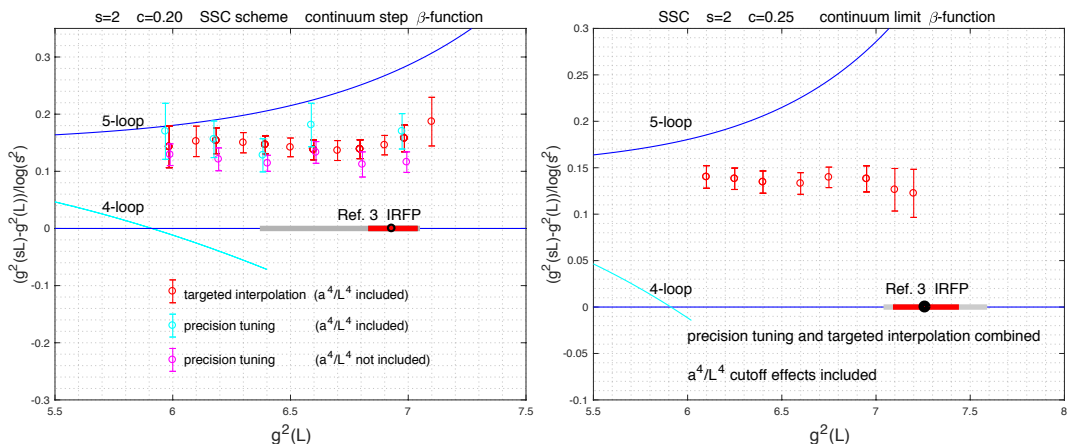 s=2 c=0.20 SSC scheme continuum step β-function
(g²(sL)-g²(L))/log(s²)
0.3
0.2
0.1
0
-0.1
-0.2
-0.3
5-loop
4-loop
Ref. 3 IRFP
targeted interpolation (a⁴/L⁴ included)
precision tuning (a⁴/L⁴ included)
precision tuning (a⁴/L⁴ not included)
5.5 6 6.5 7 7.5
g²(L)
SSC s=2 c=0.25 continuum limit β-function
(g²(sL)-g²(L))/log(s²)
0.3
0.25
0.2
0.15
0.1
0.05
0
-0.05
-0.1
5-loop
4-loop
Ref. 3 IRFP
precision tuning and targeted interpolation combined
a⁴/L⁴ cutoff effects included
5.5 6 6.5 7 7.5 8
g²(L)